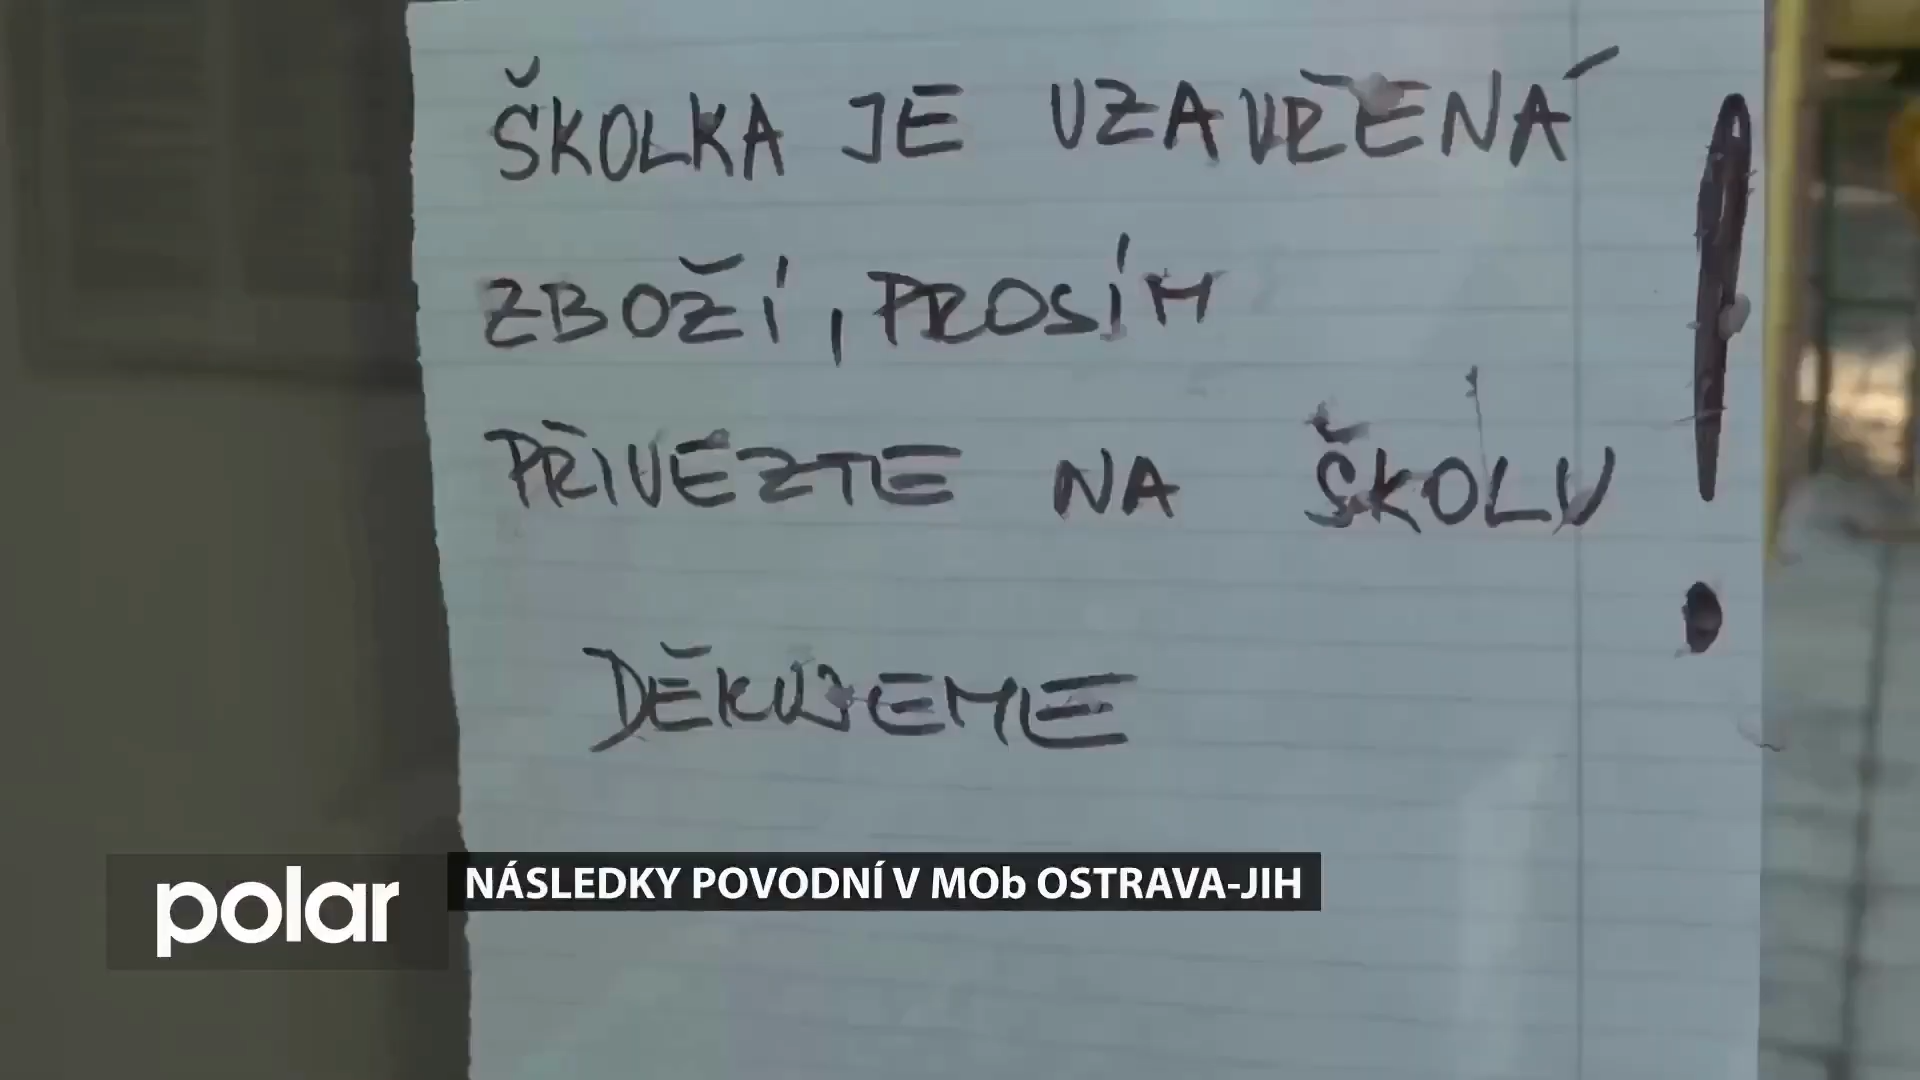 ŠKOLKA JE UZAVŘENÁ !
ZBOŽÍ, PROSÍM
PŘIVEZTE NA ŠKOLU
DĚKUJEME
polar
NÁSLEDKY POVODNÍ V MOb OSTRAVA-JIH